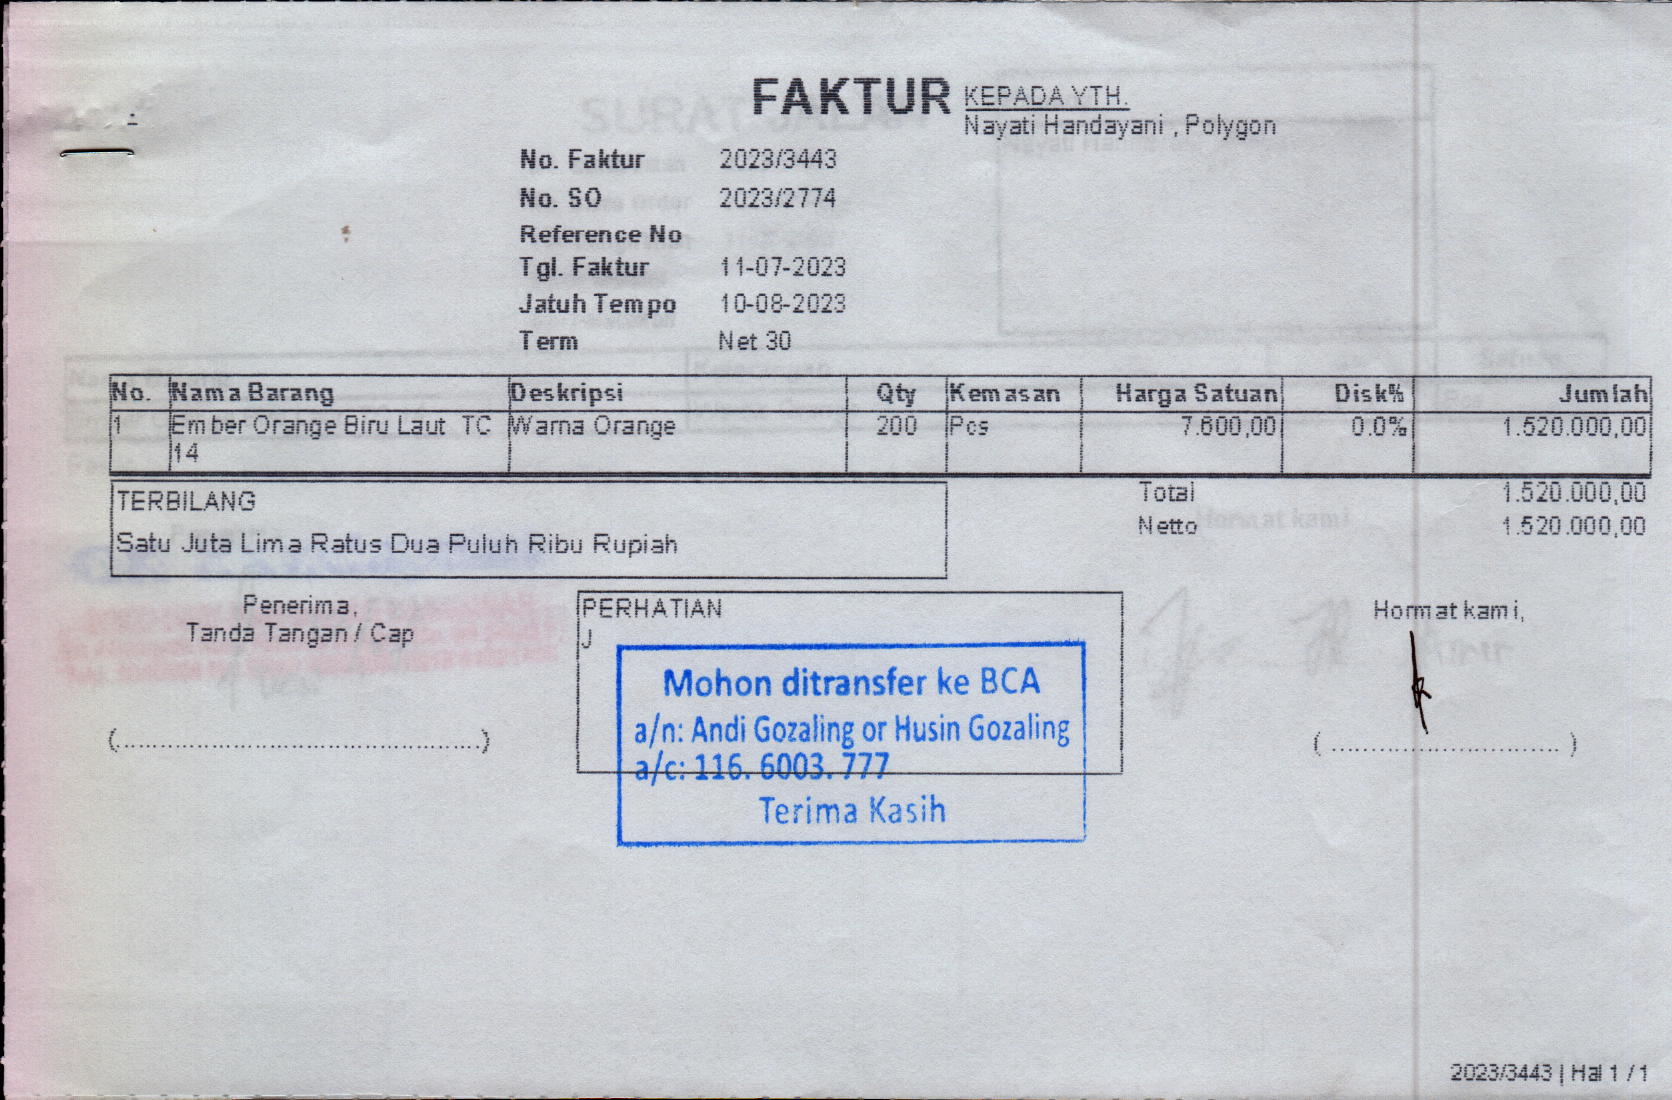 FAKTUR
KEPADA YTH.
Nayati Handayani , Polygon
No. Faktur 2023/3443
No. SO 2023/2774
Reference No
Tgl. Faktur 11-07-2023
Jatuh Tempo 10-08-2023
Term Net 30
No. Nama Barang Deskripsi Qty Kemasan Harga Satuan Disk% Jumlah
1 Ember Orange Biru Laut TC Warna Orange 200 Pcs 7.600,00 0.0% 1.520.000,00
14
Total 1.520.000,00
Netto 1.520.000,00
TERBILANG
Satu Juta Lima Ratus Dua Puluh Ribu Rupiah
Penerima,
Tanda Tangan / Cap
(.................................................)
PERHATIAN
J
Mohon ditransfer ke BCA
a/n: Andi Gozaling or Husin Gozaling
a/c: 116. 6003. 777
Terima Kasih
Hormat kami,
( ............................... )
2023/3443 | Hal 1 / 1